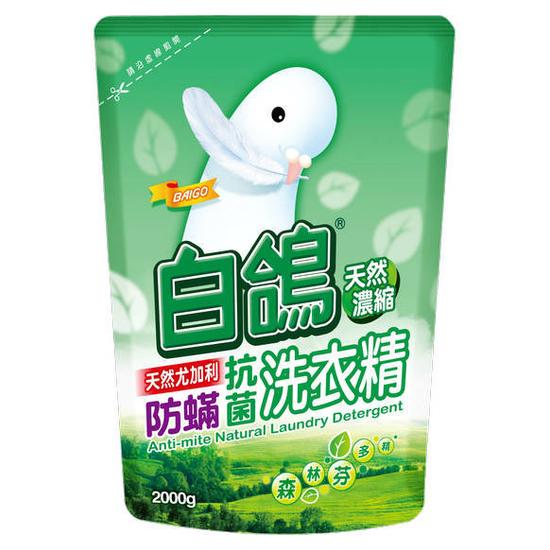 請沿虛線剪開
BAIGO
白鴿®
天然
濃縮
天然尤加利
防蟎
抗菌
洗衣精
Anti-mite Natural Laundry Detergent
森林芬多精
2000g